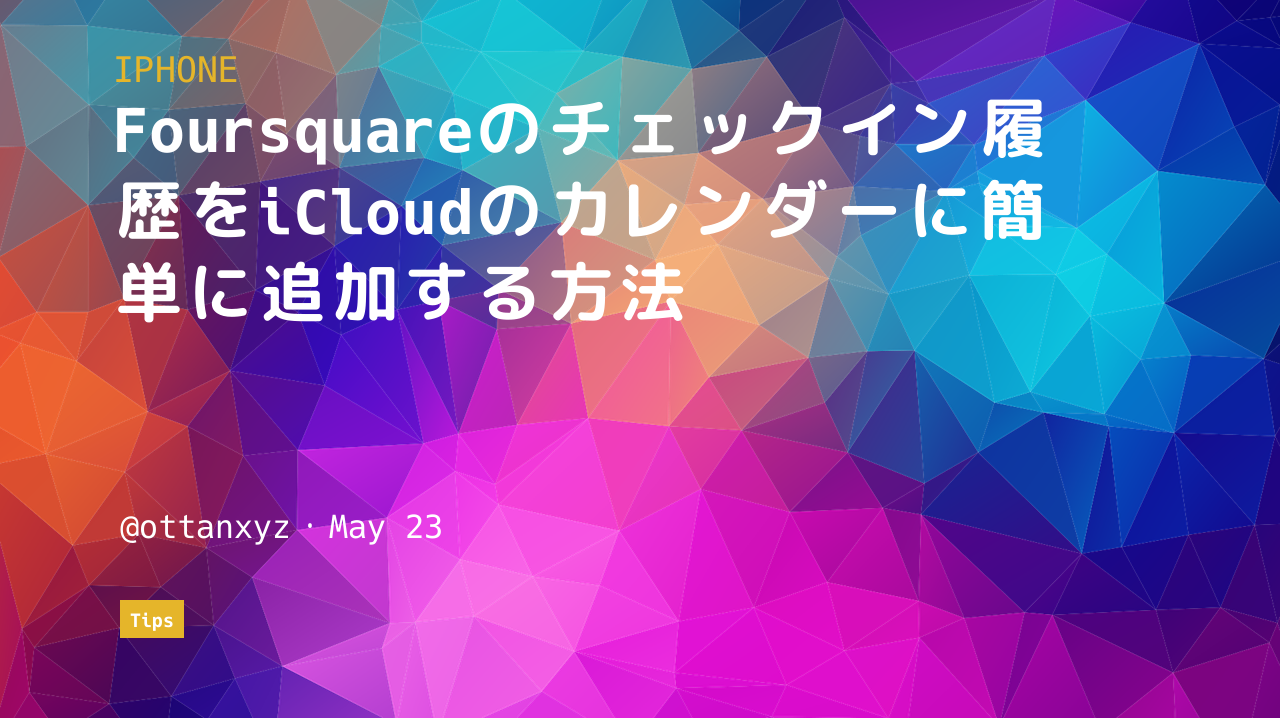 IPHONE
Foursquareのチェックイン履
歴をiCloudのカレンダーに簡
単に追加する方法
@ottanxyz・May 23
Tips